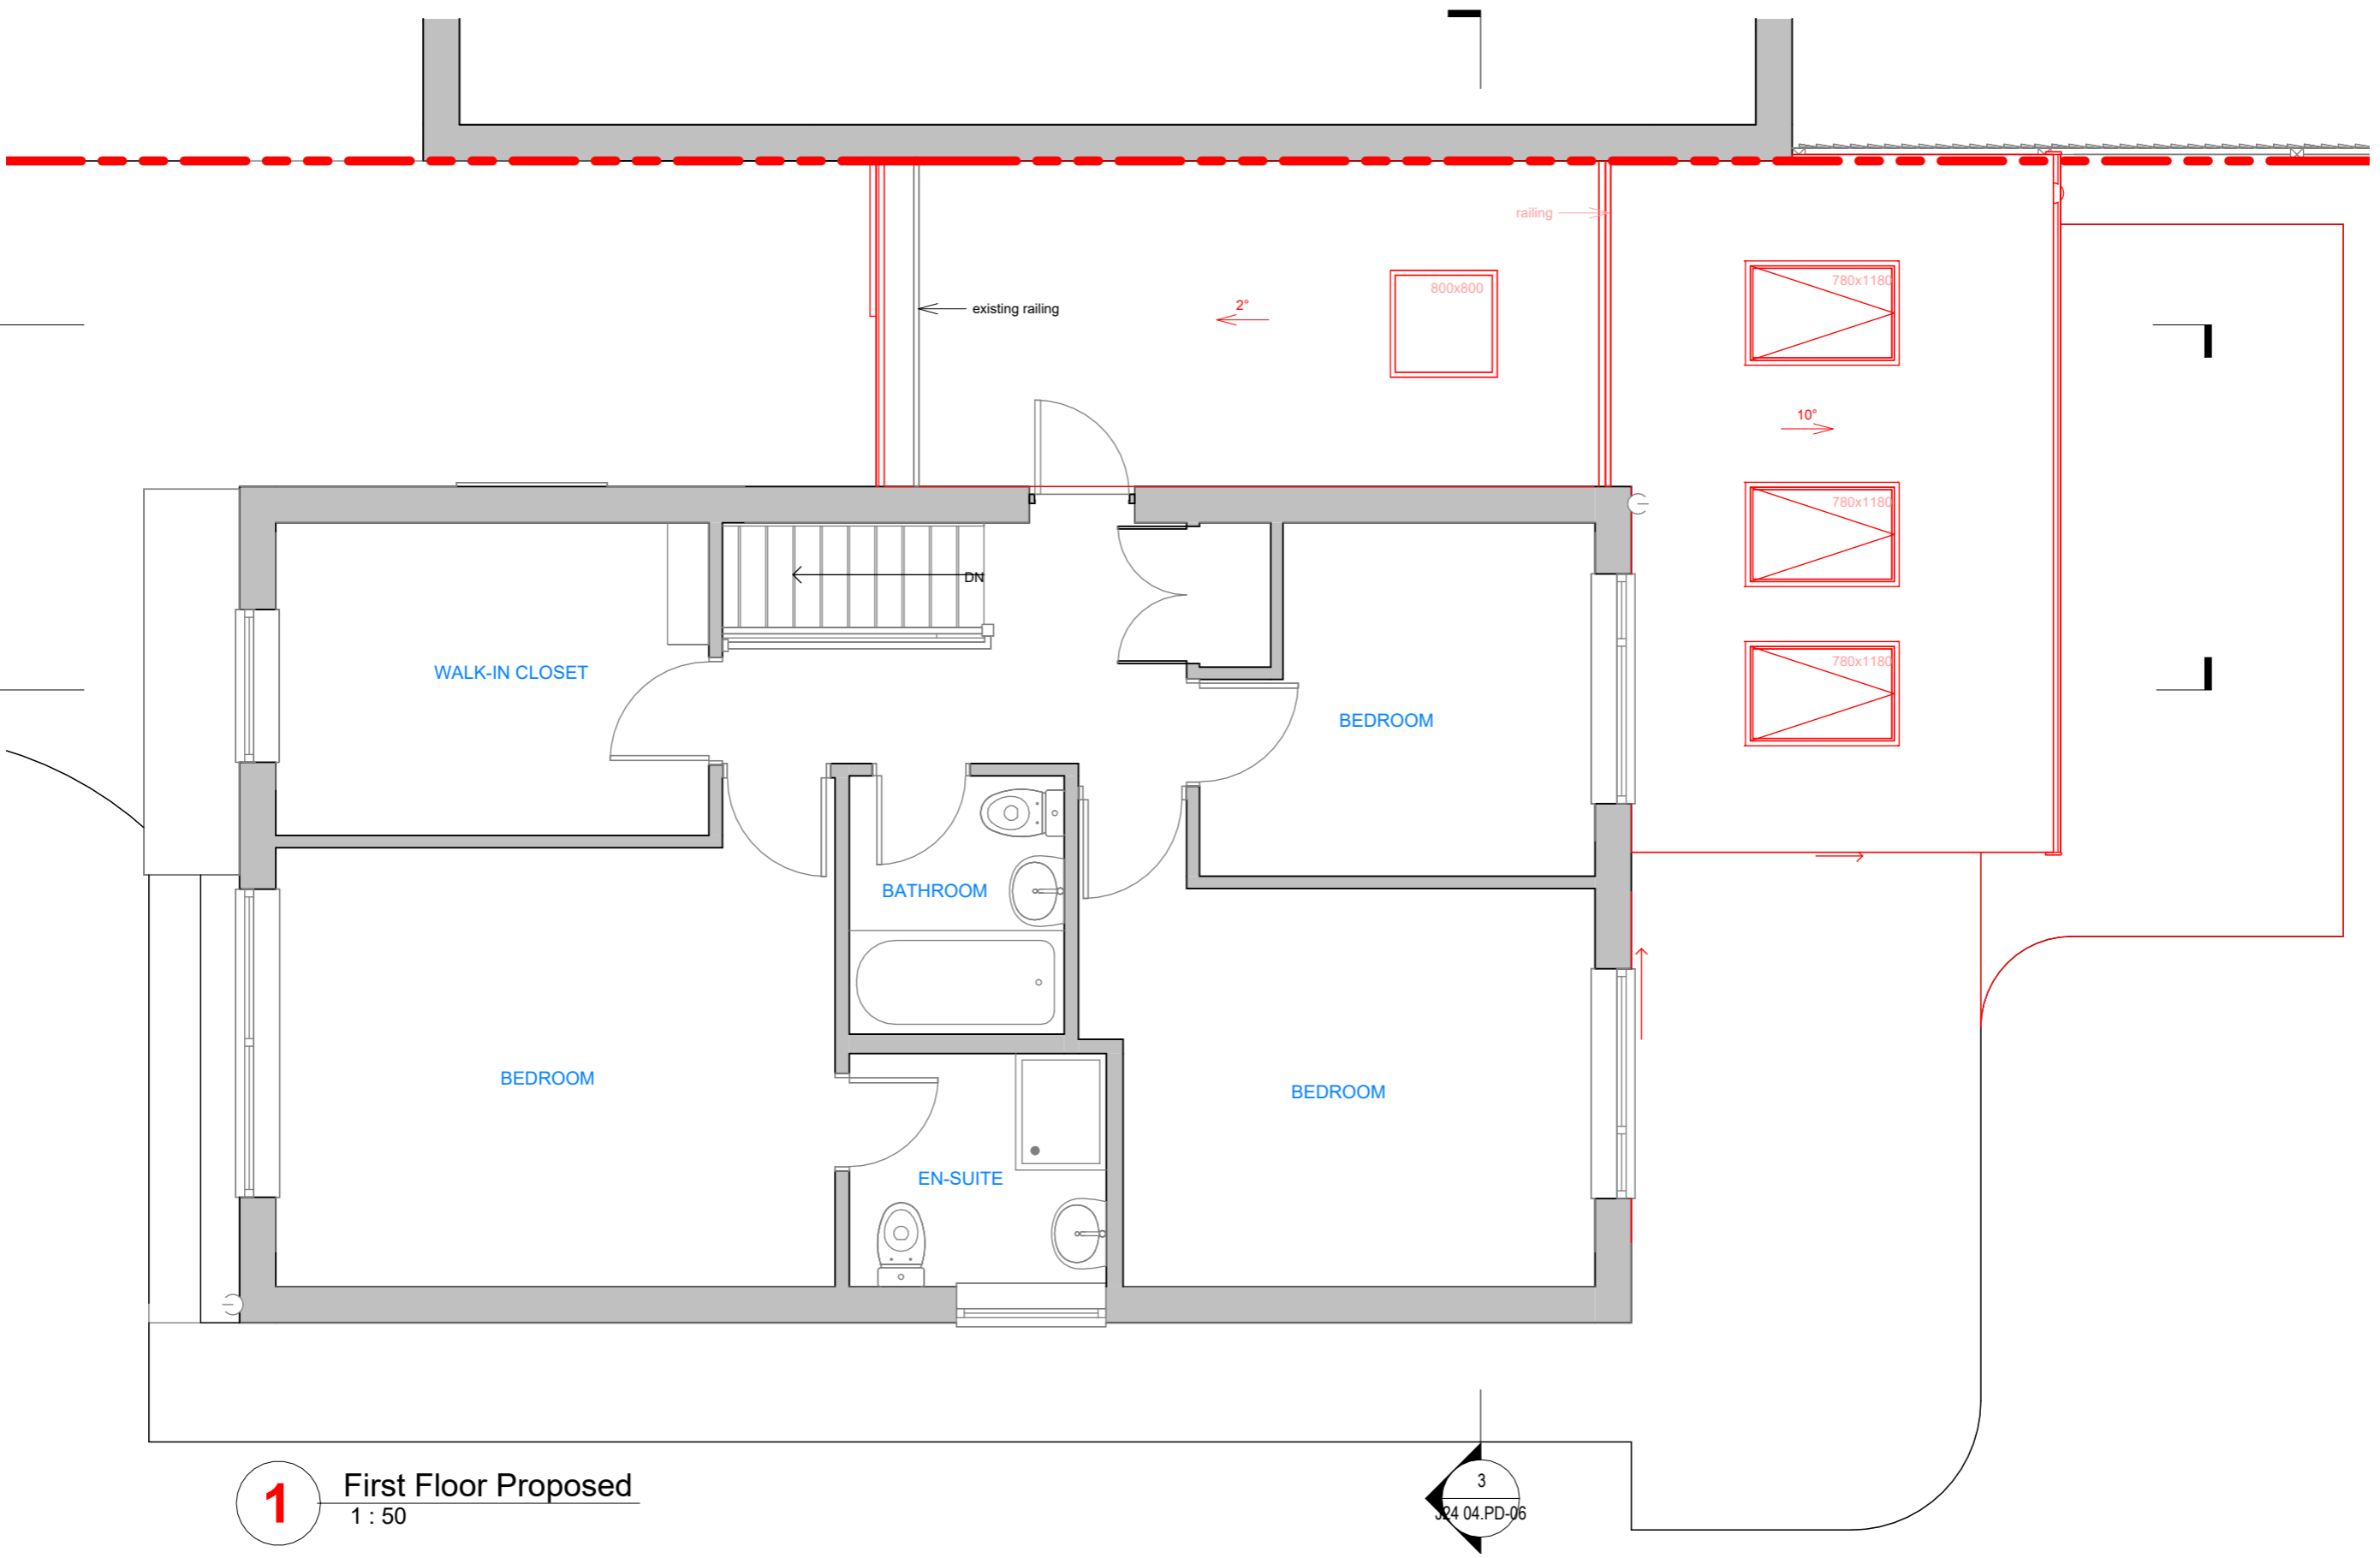 railing
800x800
780x1180
2°
existing railing
10°
780x1180
DN
780x1180
WALK-IN CLOSET
BEDROOM
BATHROOM
BEDROOM
BEDROOM
EN-SUITE
1
First Floor Proposed
1 : 50
3
J24 04.PD-06